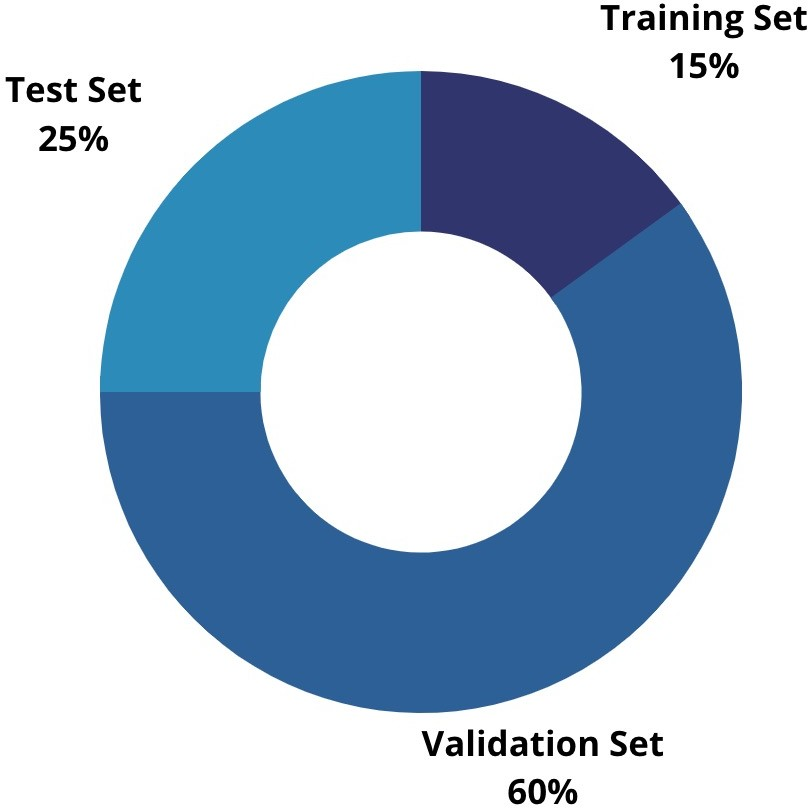 Training Set
15%
Test Set
25%
Validation Set
60%